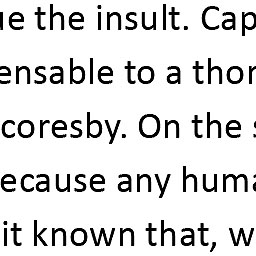 ue the insult. Cap
ensable to a thor
coresby. On the s
ecause any huma
it known that, w